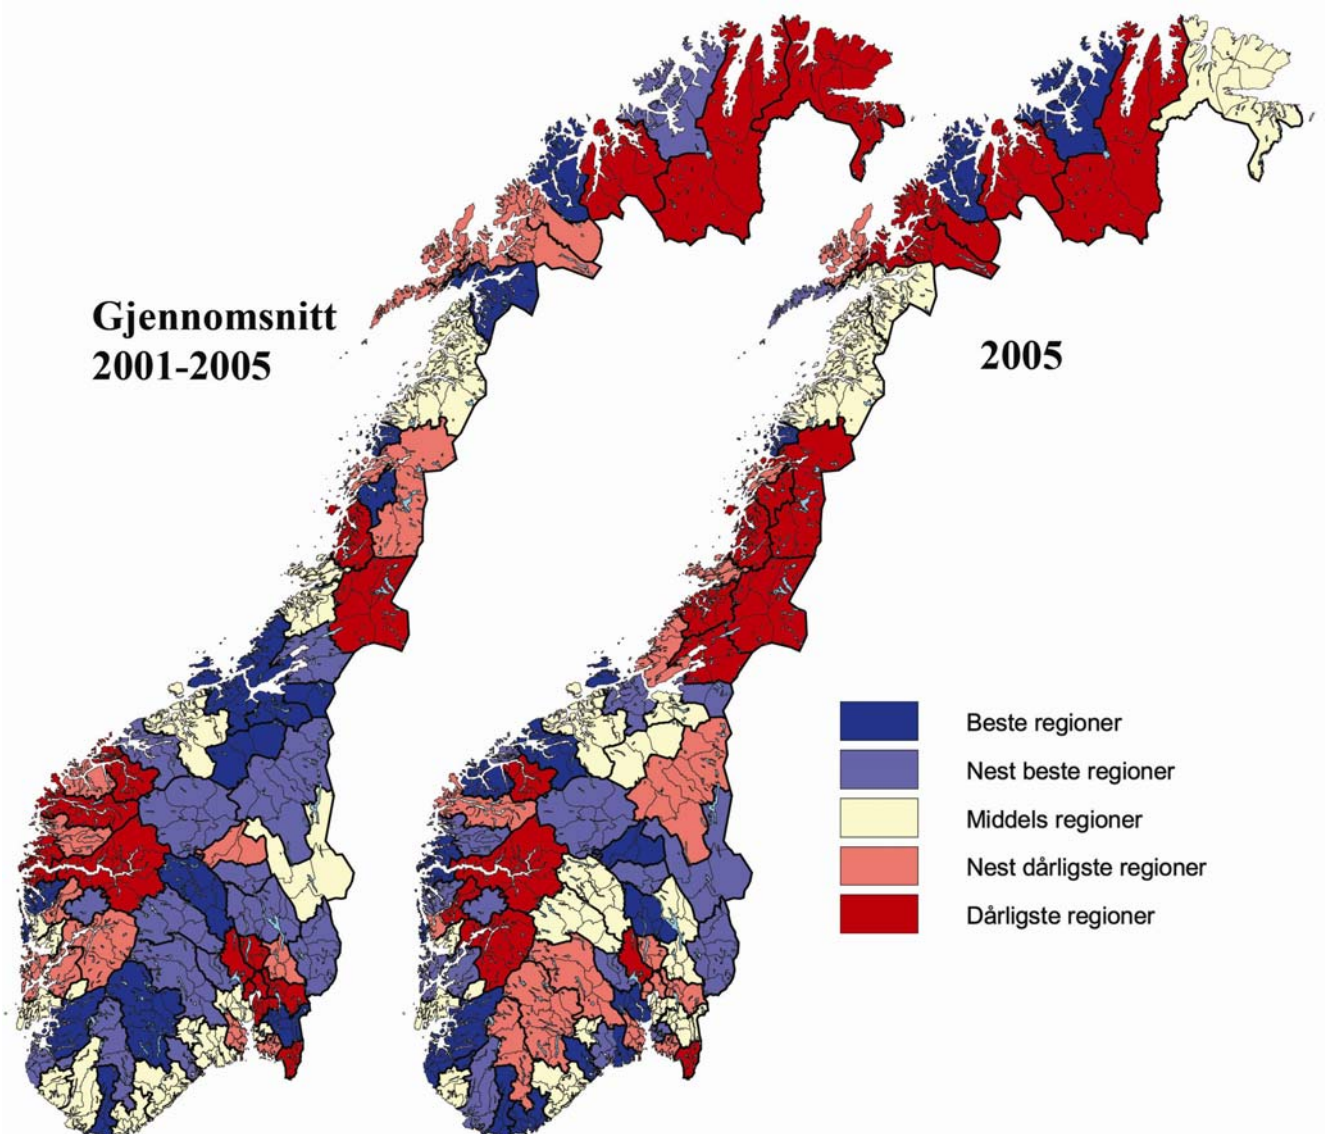 Gjennomsnitt
2001-2005
2005
Beste regioner
Nest beste regioner
Middels regioner
Nest dårligste regioner
Dårligste regioner